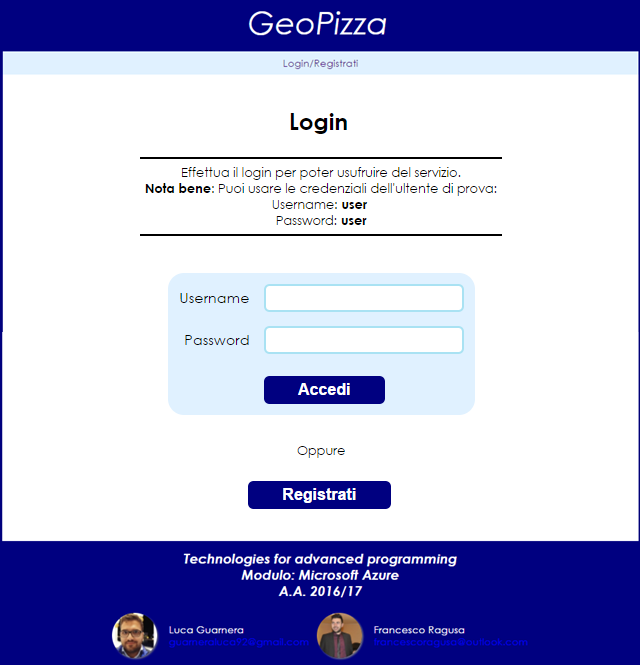 GeoPizza
Login/Registrati
Login
Effettua il login per poter usufruire del servizio.
Nota bene: Puoi usare le credenziali dell'ultente di prova:
Username: user
Password: user
Username
Password
Accedi
Oppure
Registrati
Technologies for advanced programming
Modulo: Microsoft Azure
A.A. 2016/17
Luca Guarnera
Francesco Ragusa